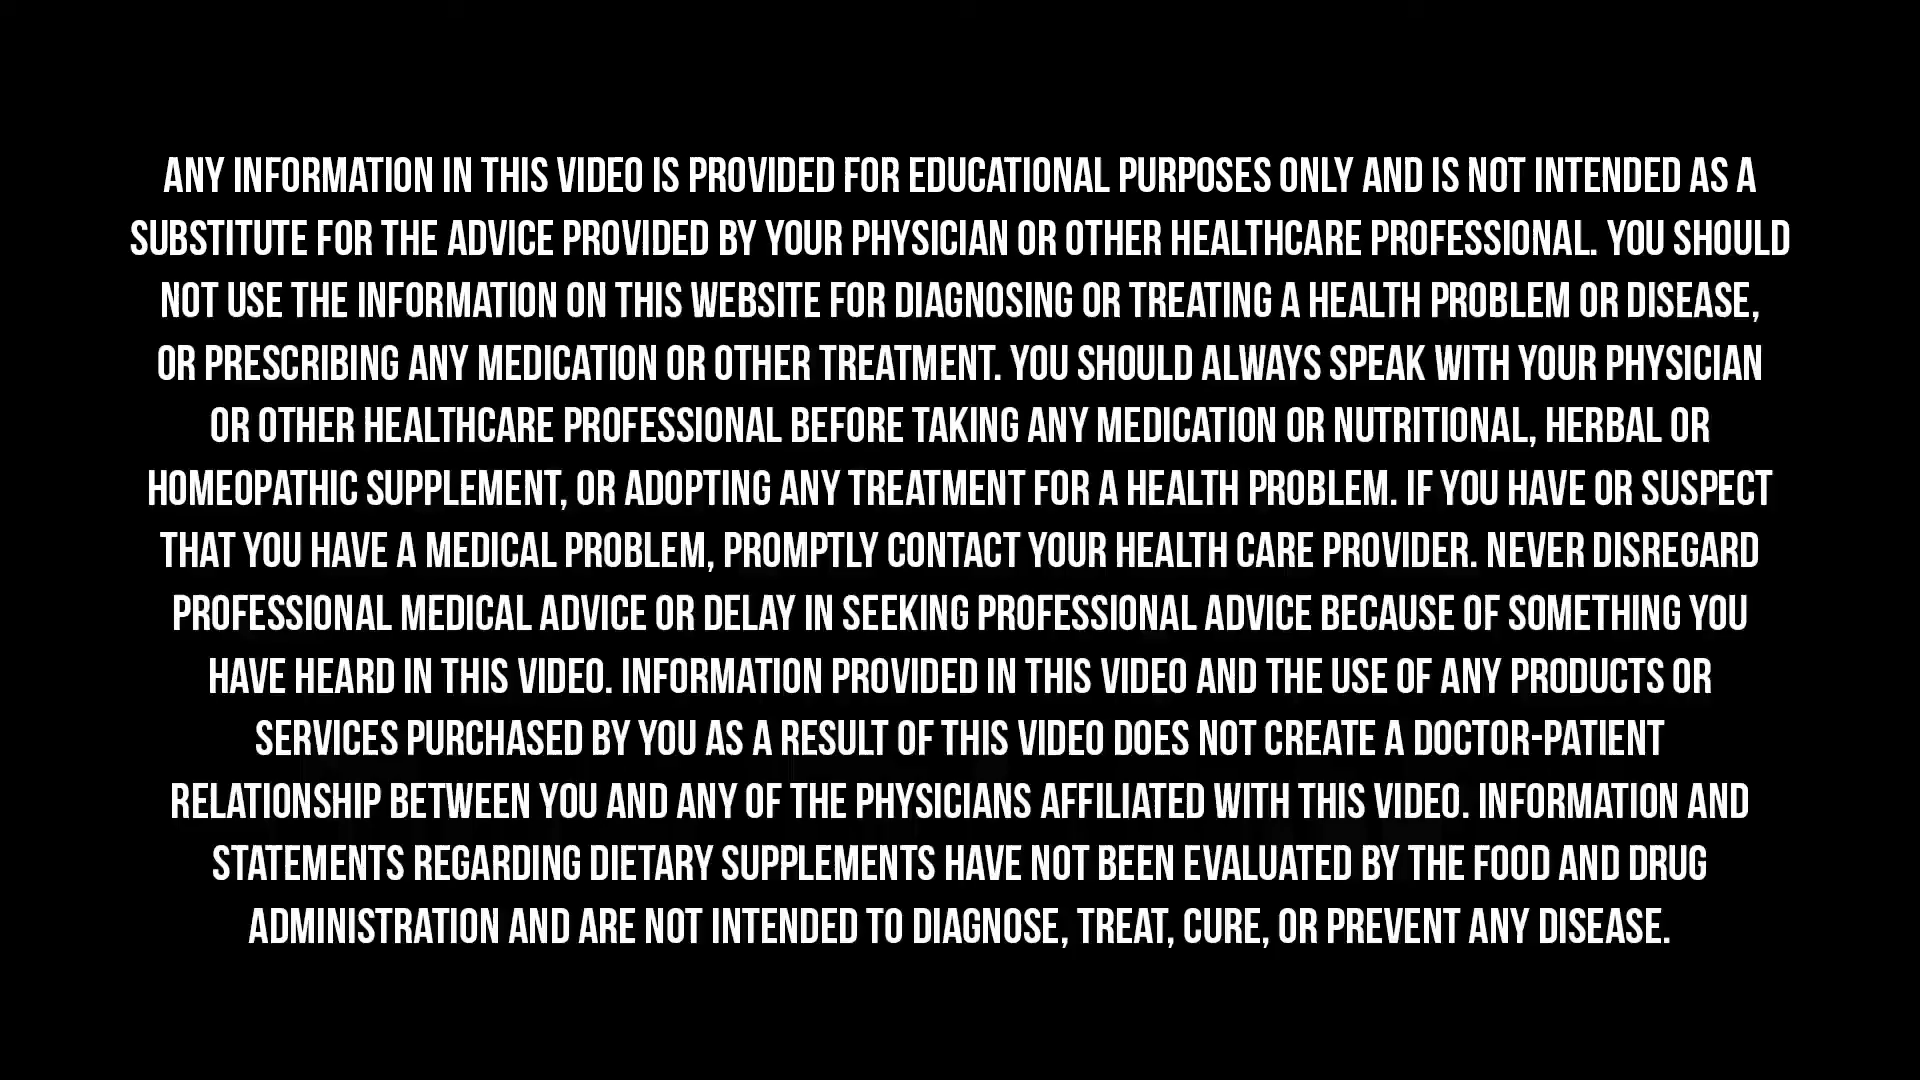 ANY INFORMATION IN THIS VIDEO IS PROVIDED FOR EDUCATIONAL PURPOSES ONLY AND IS NOT INTENDED AS A
SUBSTITUTE FOR THE ADVICE PROVIDED BY YOUR PHYSICIAN OR OTHER HEALTHCARE PROFESSIONAL. YOU SHOULD
NOT USE THE INFORMATION ON THIS WEBSITE FOR DIAGNOSING OR TREATING A HEALTH PROBLEM OR DISEASE,
OR PRESCRIBING ANY MEDICATION OR OTHER TREATMENT. YOU SHOULD ALWAYS SPEAK WITH YOUR PHYSICIAN
OR OTHER HEALTHCARE PROFESSIONAL BEFORE TAKING ANY MEDICATION OR NUTRITIONAL, HERBAL OR
HOMEOPATHIC SUPPLEMENT, OR ADOPTING ANY TREATMENT FOR A HEALTH PROBLEM. IF YOU HAVE OR SUSPECT
THAT YOU HAVE A MEDICAL PROBLEM, PROMPTLY CONTACT YOUR HEALTH CARE PROVIDER. NEVER DISREGARD
PROFESSIONAL MEDICAL ADVICE OR DELAY IN SEEKING PROFESSIONAL ADVICE BECAUSE OF SOMETHING YOU
HAVE HEARD IN THIS VIDEO. INFORMATION PROVIDED IN THIS VIDEO AND THE USE OF ANY PRODUCTS OR
SERVICES PURCHASED BY YOU AS A RESULT OF THIS VIDEO DOES NOT CREATE A DOCTOR-PATIENT
RELATIONSHIP BETWEEN YOU AND ANY OF THE PHYSICIANS AFFILIATED WITH THIS VIDEO. INFORMATION AND
STATEMENTS REGARDING DIETARY SUPPLEMENTS HAVE NOT BEEN EVALUATED BY THE FOOD AND DRUG
ADMINISTRATION AND ARE NOT INTENDED TO DIAGNOSE, TREAT, CURE, OR PREVENT ANY DISEASE.